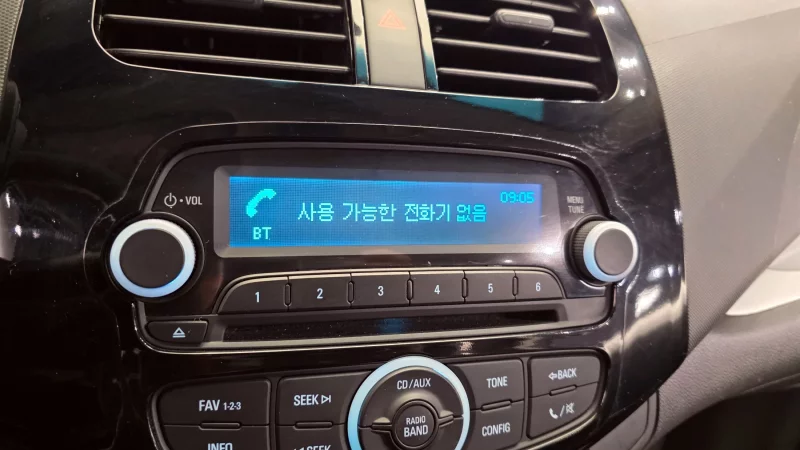 09:05
사용 가능한 전화기 없음
BT
VOL
MENU
TUNE
1 2 3 4 5 6
FAV 1-2-3
SEEK
CD/AUX
TONE
BACK
RADIO
BAND
CONFIG
INFO
SEEK